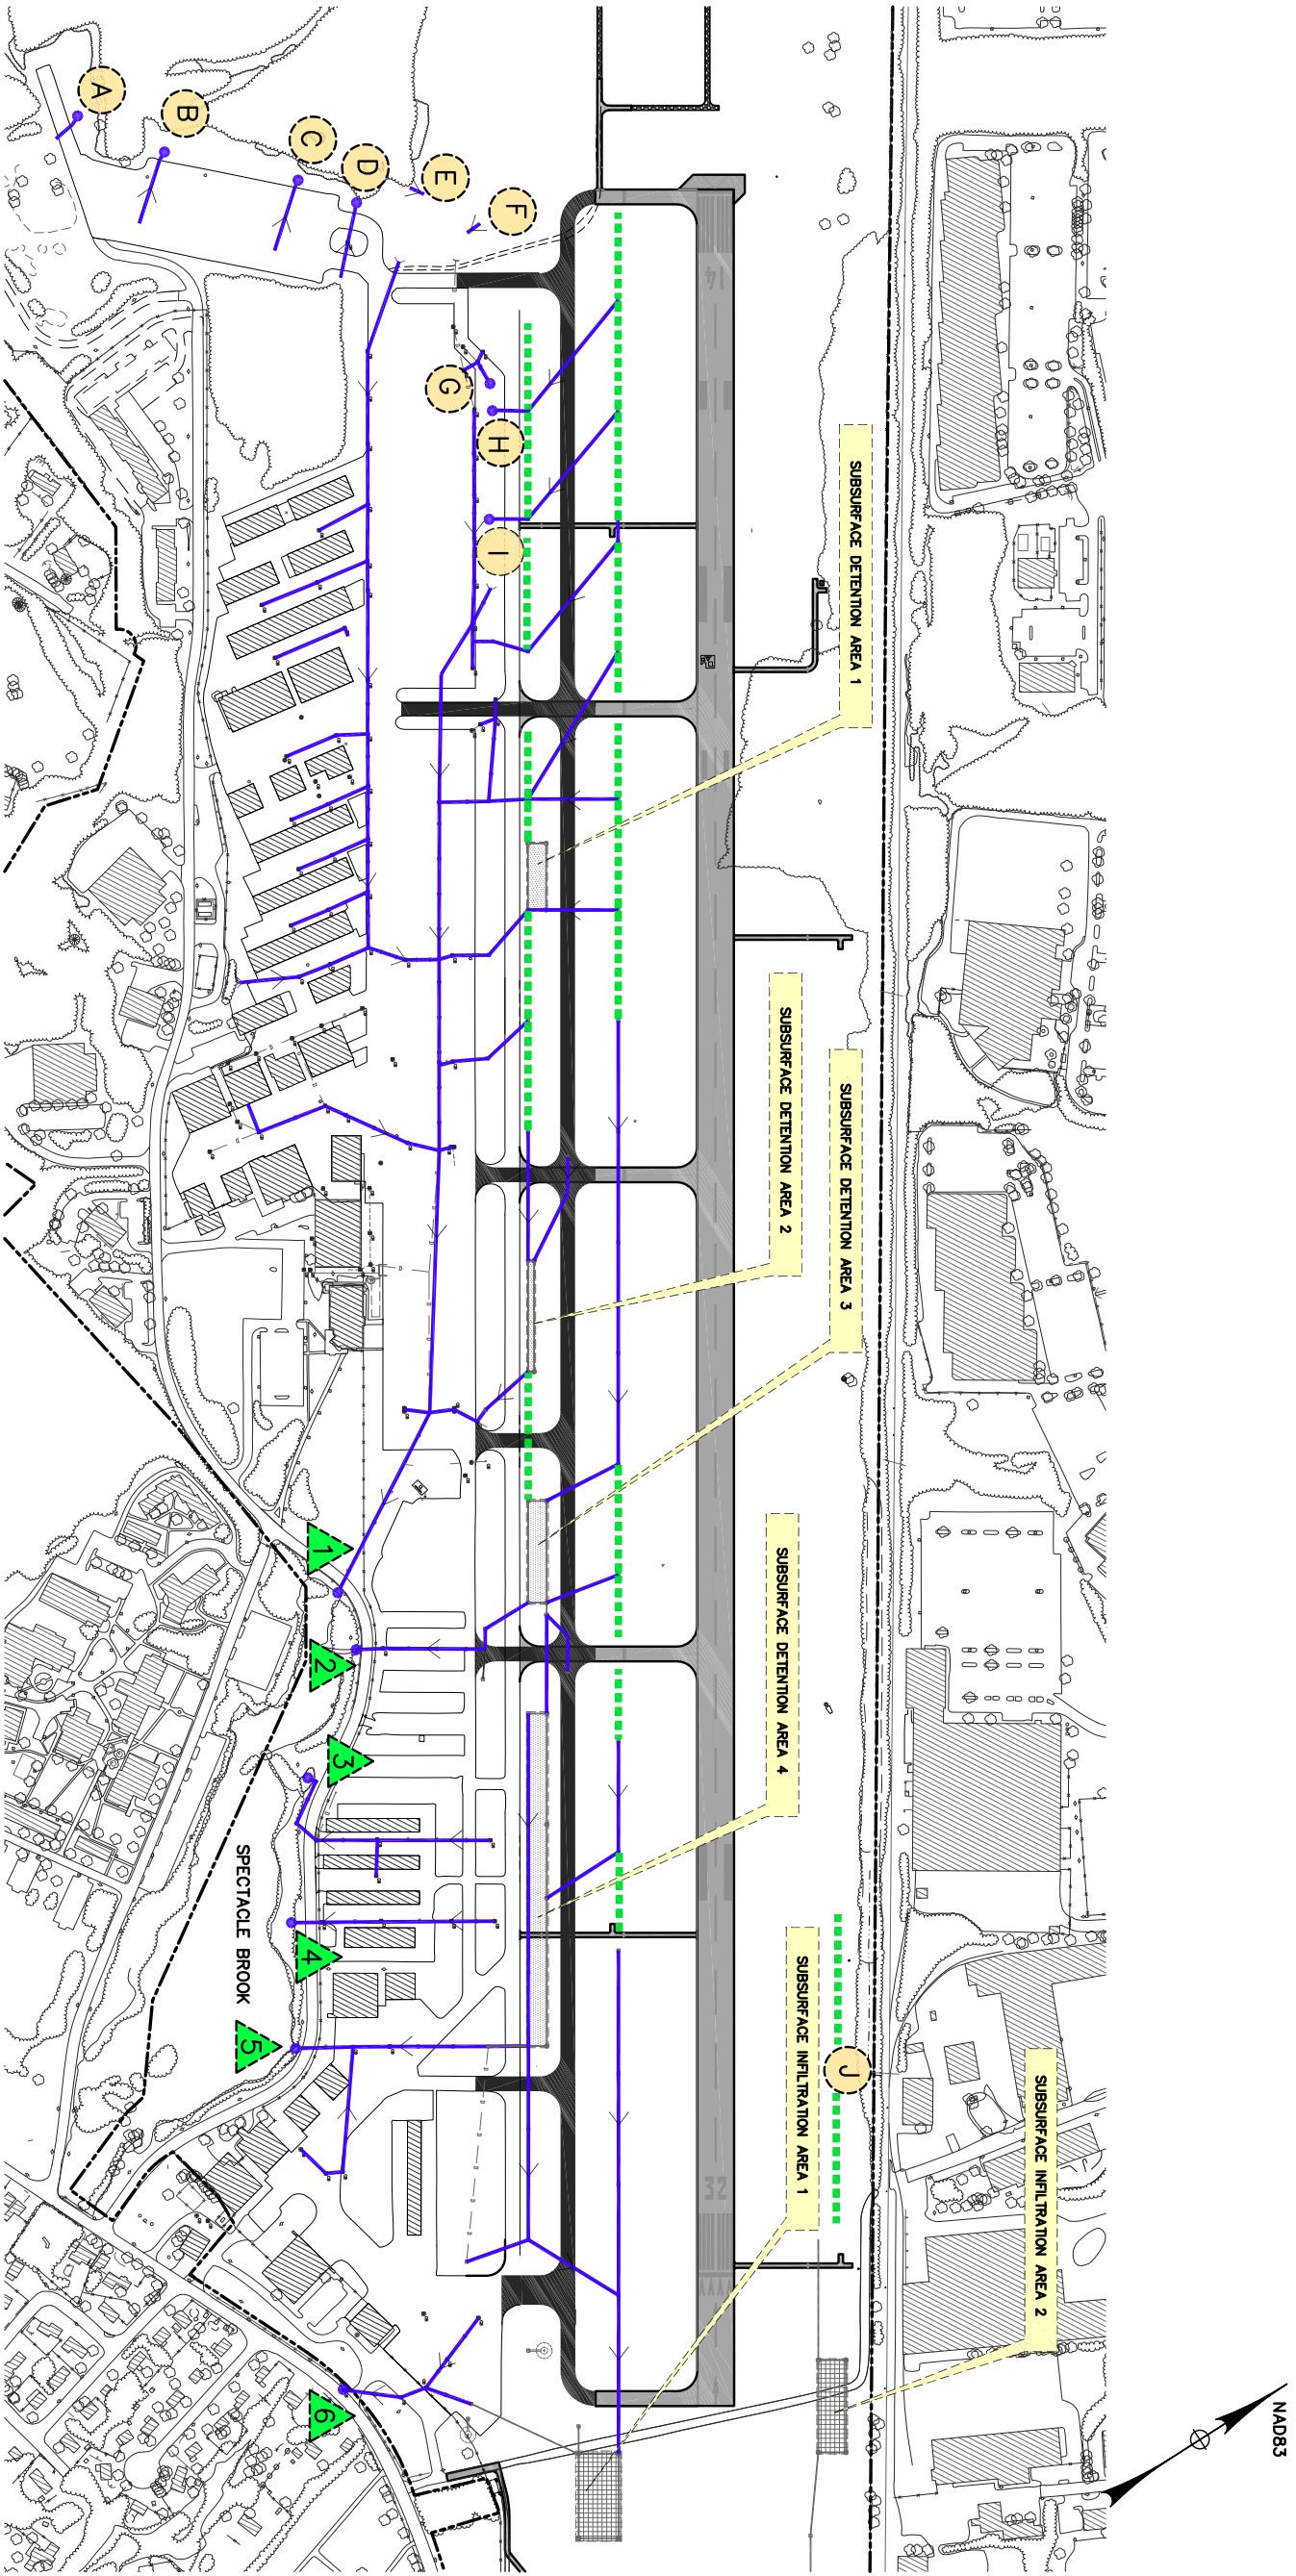 A
B
C
D
E
F
G
H
I
14
SUBSURFACE DETENTION AREA 1
SUBSURFACE DETENTION AREA 2
SUBSURFACE DETENTION AREA 3
SUBSURFACE DETENTION AREA 4
1
2
3
4
5
6
SPECTACLE BROOK
SUBSURFACE INFILTRATION AREA 1
J
32
SUBSURFACE INFILTRATION AREA 2
NAD83